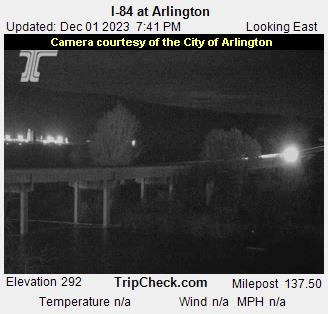 I-84 at Arlington
Updated: Dec 01 2023 7:41 PM Looking East
Camera courtesy of the City of Arlington
Elevation 292 TripCheck.com Milepost 137.50
Temperature n/a Wind n/a MPH n/a